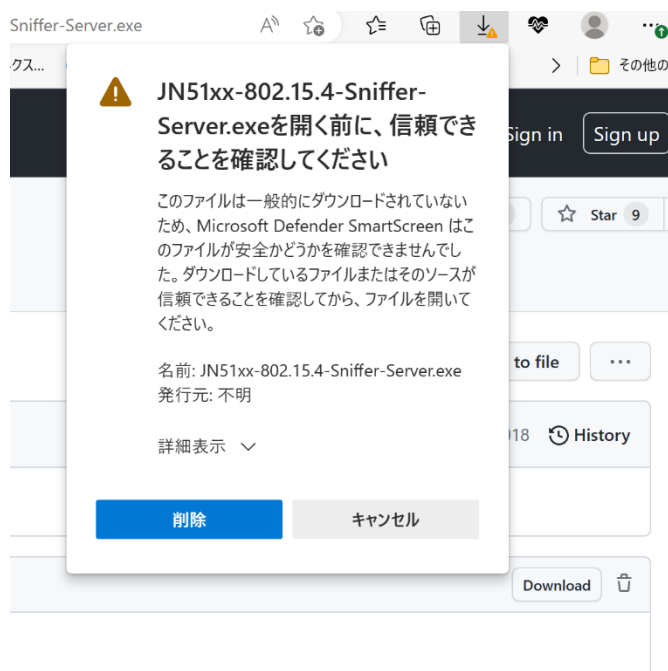 Sniffer-Server.exe
クス...
その他の
JN51xx-802.15.4-Sniffer-
Server.exeを開く前に、信頼でき
ることを確認してください
Sign in
Sign up
このファイルは一般的にダウンロードされていない
ため、Microsoft Defender SmartScreen はこ
のファイルが安全かどうかを確認できませんでし
た。ダウンロードしているファイルまたはそのソースが
信頼できることを確認してから、ファイルを開いて
ください。
Star 9
名前: JN51xx-802.15.4-Sniffer-Server.exe
発行元: 不明
to file
詳細表示
18
History
削除
キャンセル
Download